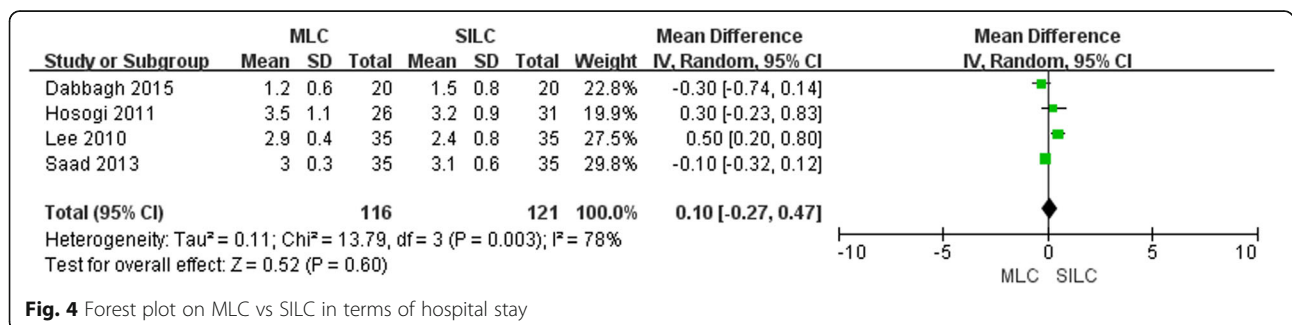 MLC SILC Mean Difference Mean Difference
Study or Subgroup Mean SD Total Mean SD Total Weight IV, Random, 95% CI IV, Random, 95% CI
Dabbagh 2015 1.2 0.6 20 1.5 0.8 20 22.8% -0.30 [-0.74, 0.14]
Hosogi 2011 3.5 1.1 26 3.2 0.9 31 19.9% 0.30 [-0.23, 0.83]
Lee 2010 2.9 0.4 35 2.4 0.8 35 27.5% 0.50 [0.20, 0.80]
Saad 2013 3 0.3 35 3.1 0.6 35 29.8% -0.10 [-0.32, 0.12]
Total (95% CI) 116 121 100.0% 0.10 [-0.27, 0.47]
Heterogeneity: Tau² = 0.11; Chi² = 13.79, df = 3 (P = 0.003); I² = 78%
Test for overall effect: Z = 0.52 (P = 0.60)
-10 -5 0 5 10
MLC SILC
Fig. 4 Forest plot on MLC vs SILC in terms of hospital stay